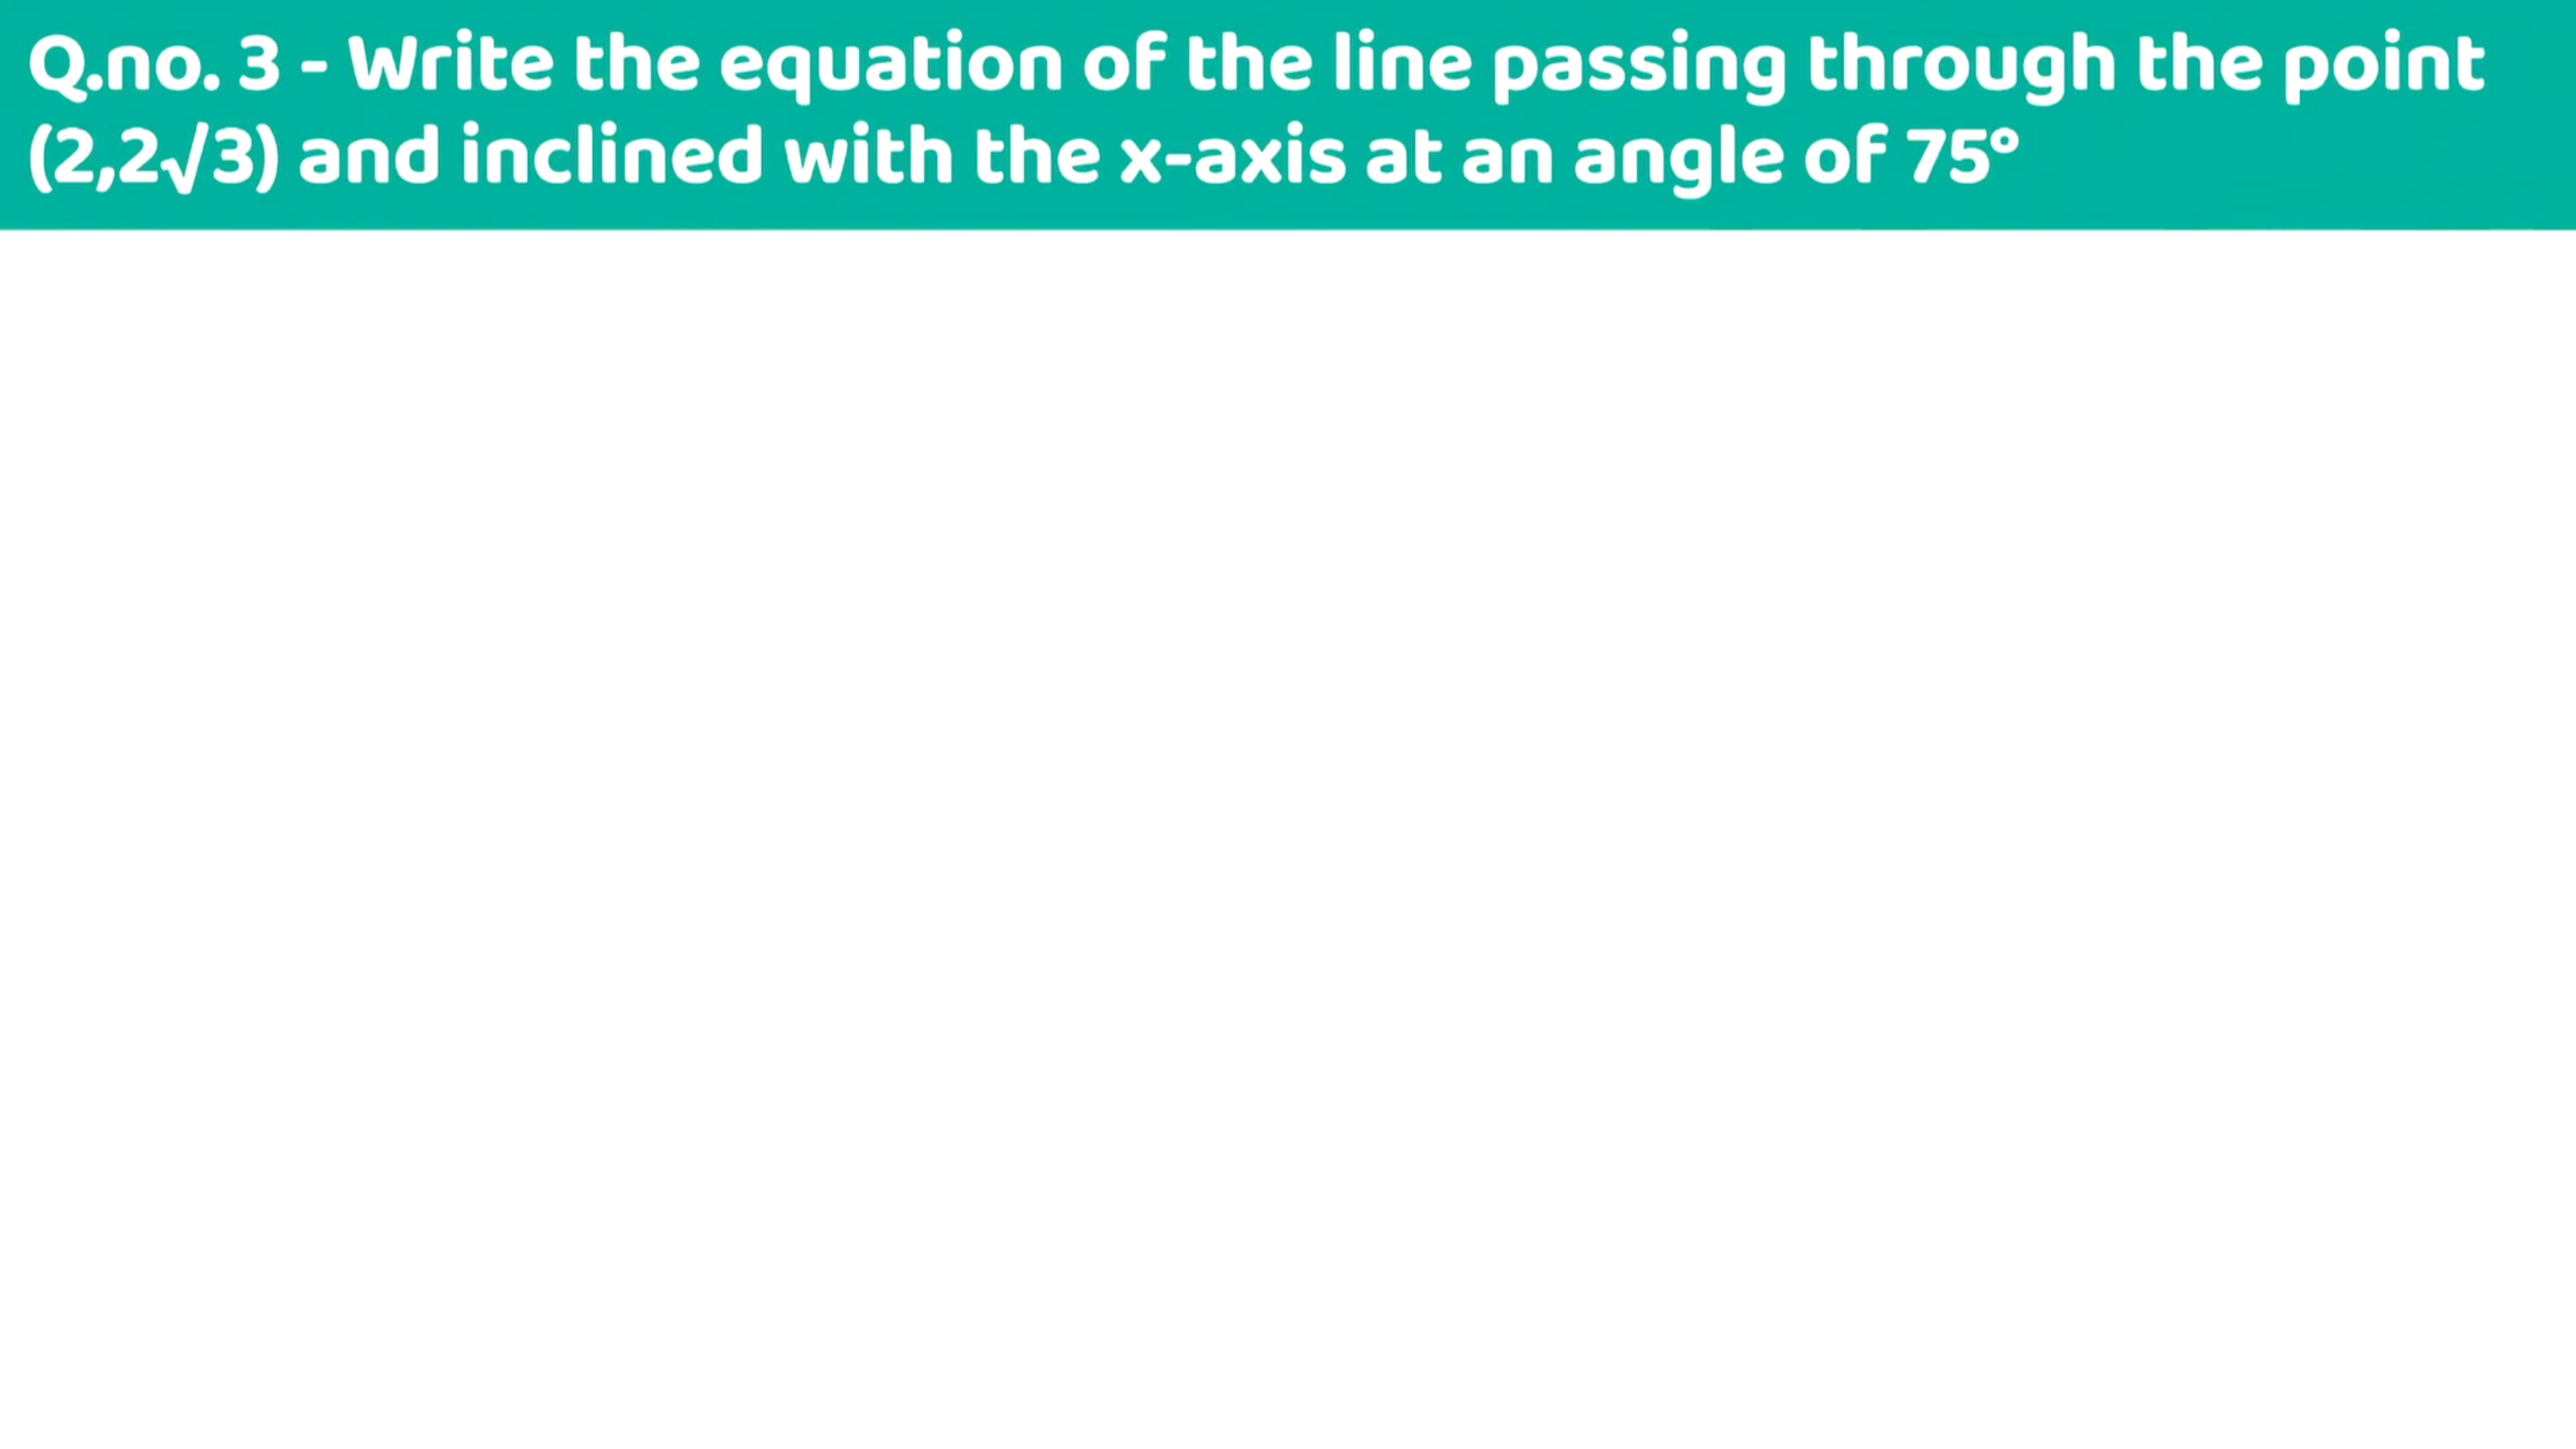 Q.no. 3 - Write the equation of the line passing through the point
(2,2√3) and inclined with the x-axis at an angle of 75º